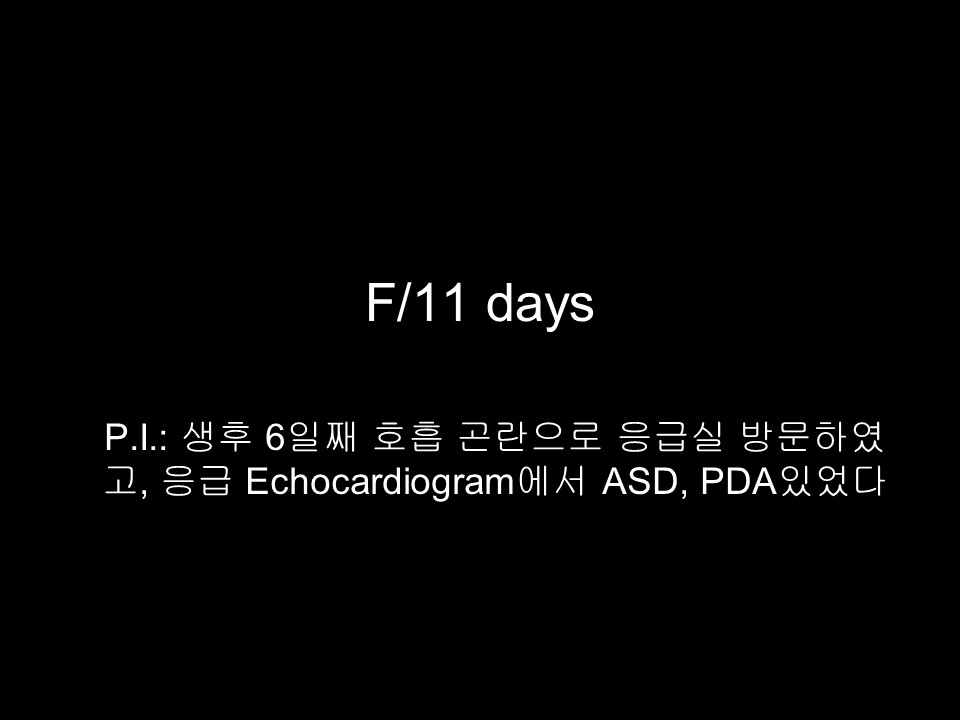 F/11 days
P.I.: 생후 6일째 호흡 곤란으로 응급실 방문하였
고, 응급 Echocardiogram에서 ASD, PDA있었다